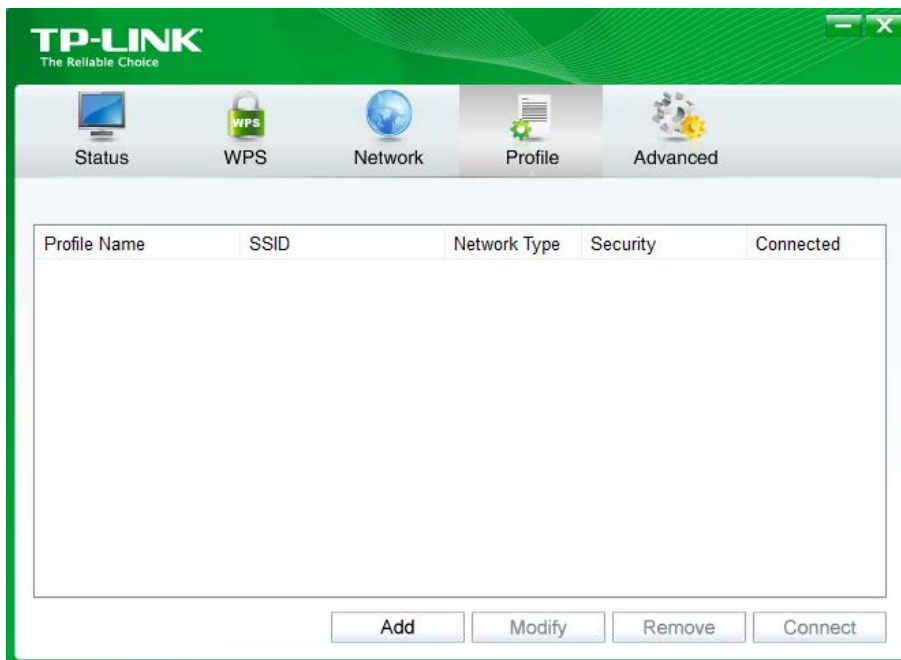 TP-LINK
The Reliable Choice
WPS
Status WPS Network Profile Advanced
Profile Name SSID Network Type Security Connected
Add Modify Remove Connect